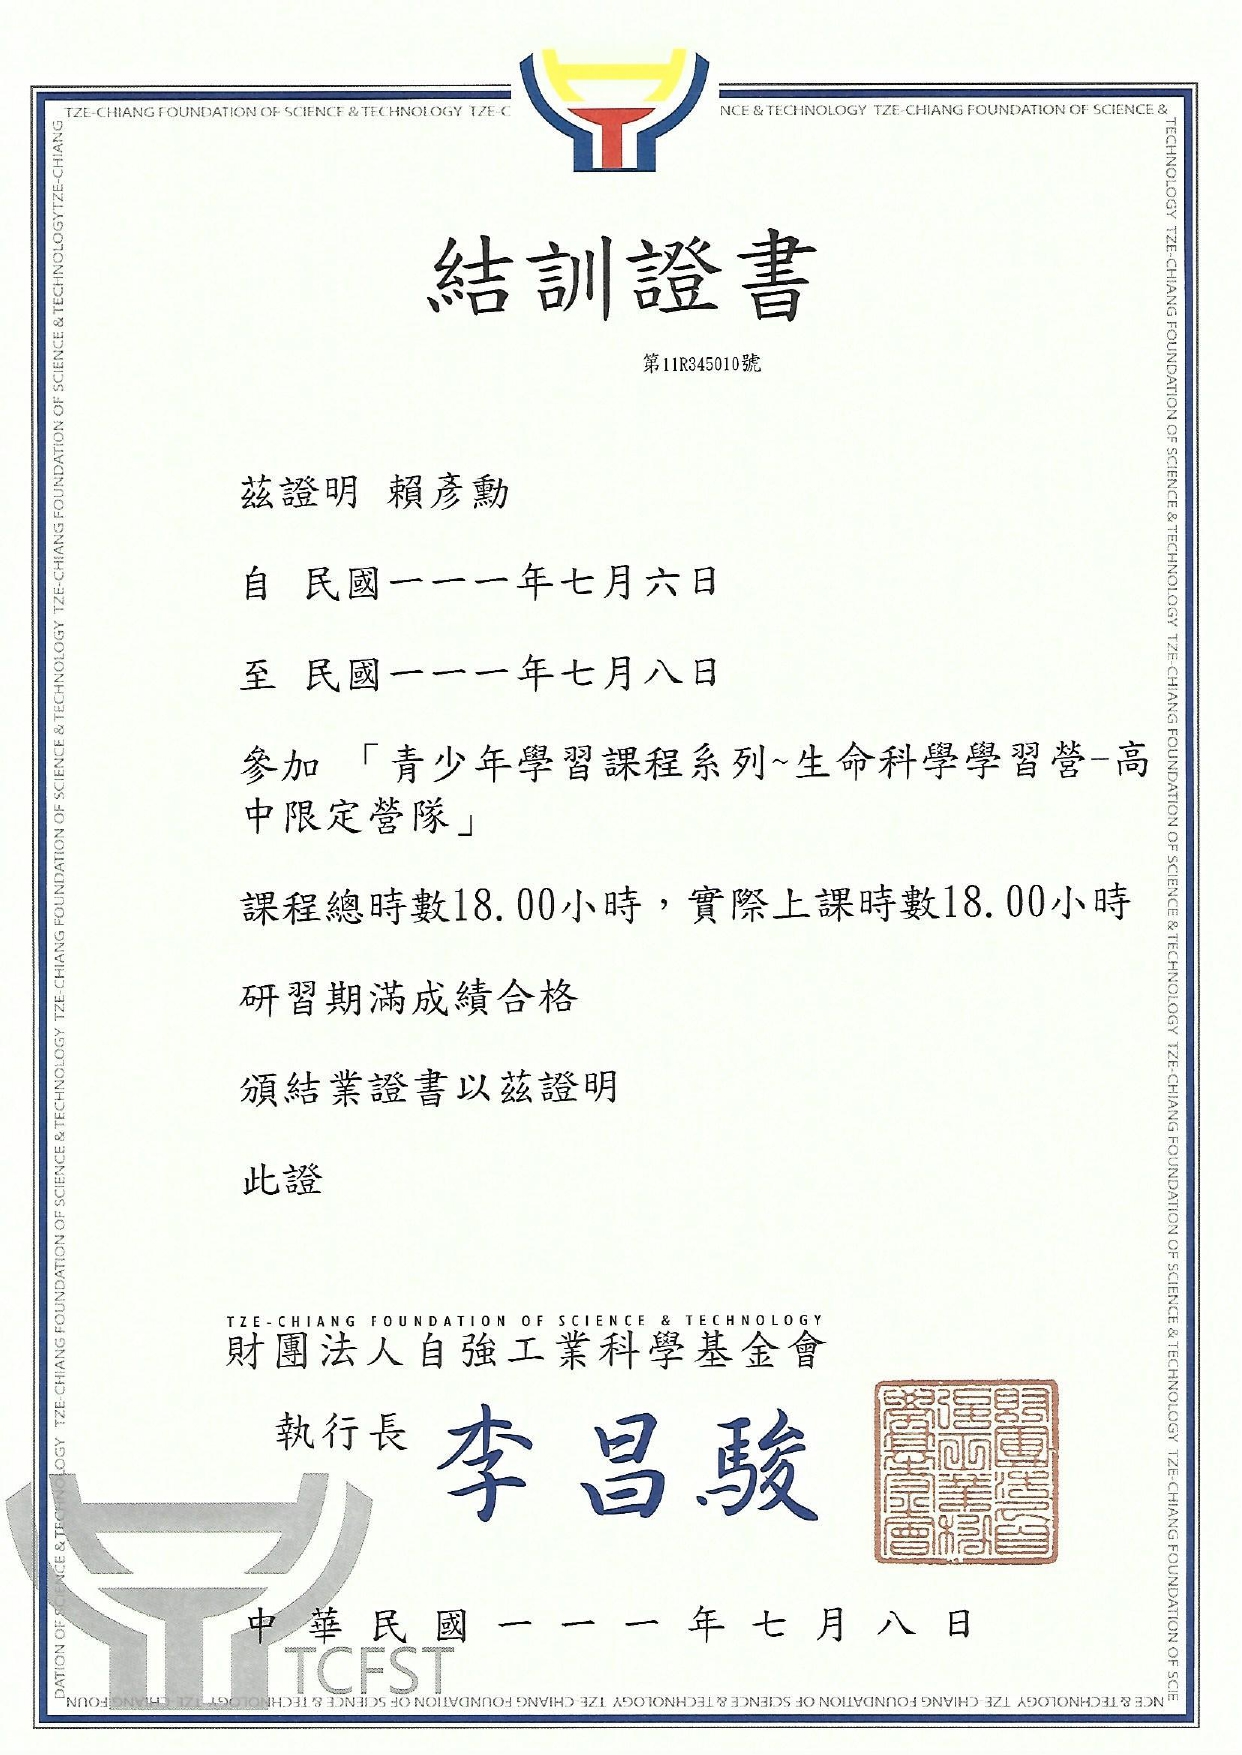 TZE-CHIANG FOUNDATION OF SCIENCE & TECHNOLOGY TZE-C
NCE & TECHNOLOGY TZE-CHIANG FOUNDATION OF SCIENCE &
TECHNOLOGY TZE-CHIANG FOUNDATION OF SCIENCE & TECHNOLOGY TZE-CHIANG FOUNDATION OF SCIENCE & TECHNOLOGY TZE-CHIANG FOUNDATION OF SCIENCE & TECHNOLOGY TZE-CHIANG FOUNDATION OF SCIE
結訓證書
第11R345010號
茲證明 賴彥勳
自 民國一一一年七月六日
至 民國一一一年七月八日
參加 「青少年學習課程系列~生命科學學習營-高
中限定營隊」
課程總時數18.00小時，實際上課時數18.00小時
研習期滿成績合格
頒結業證書以茲證明
此證
TZE-CHIANG FOUNDATION OF SCIENCE & TECHNOLOGY
財團法人自強工業科學基金會
執行長 李昌駿
中華民國一一一年七月八日
TCFST